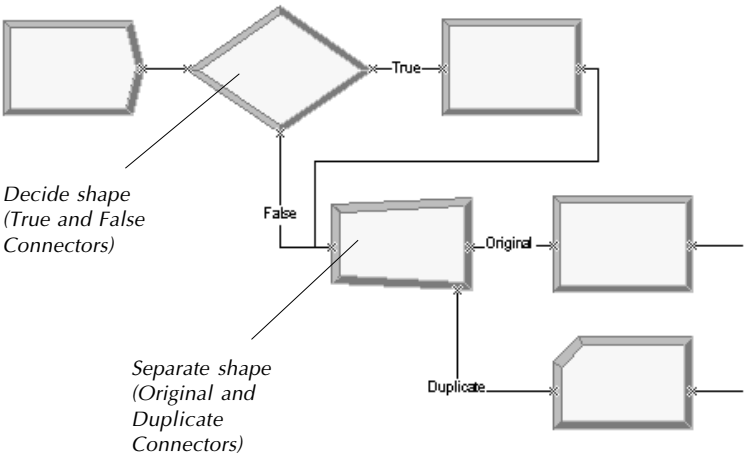 True
Decide shape
(True and False
Connectors)
False
Original
Separate shape
(Original and
Duplicate
Connectors)
Duplicate